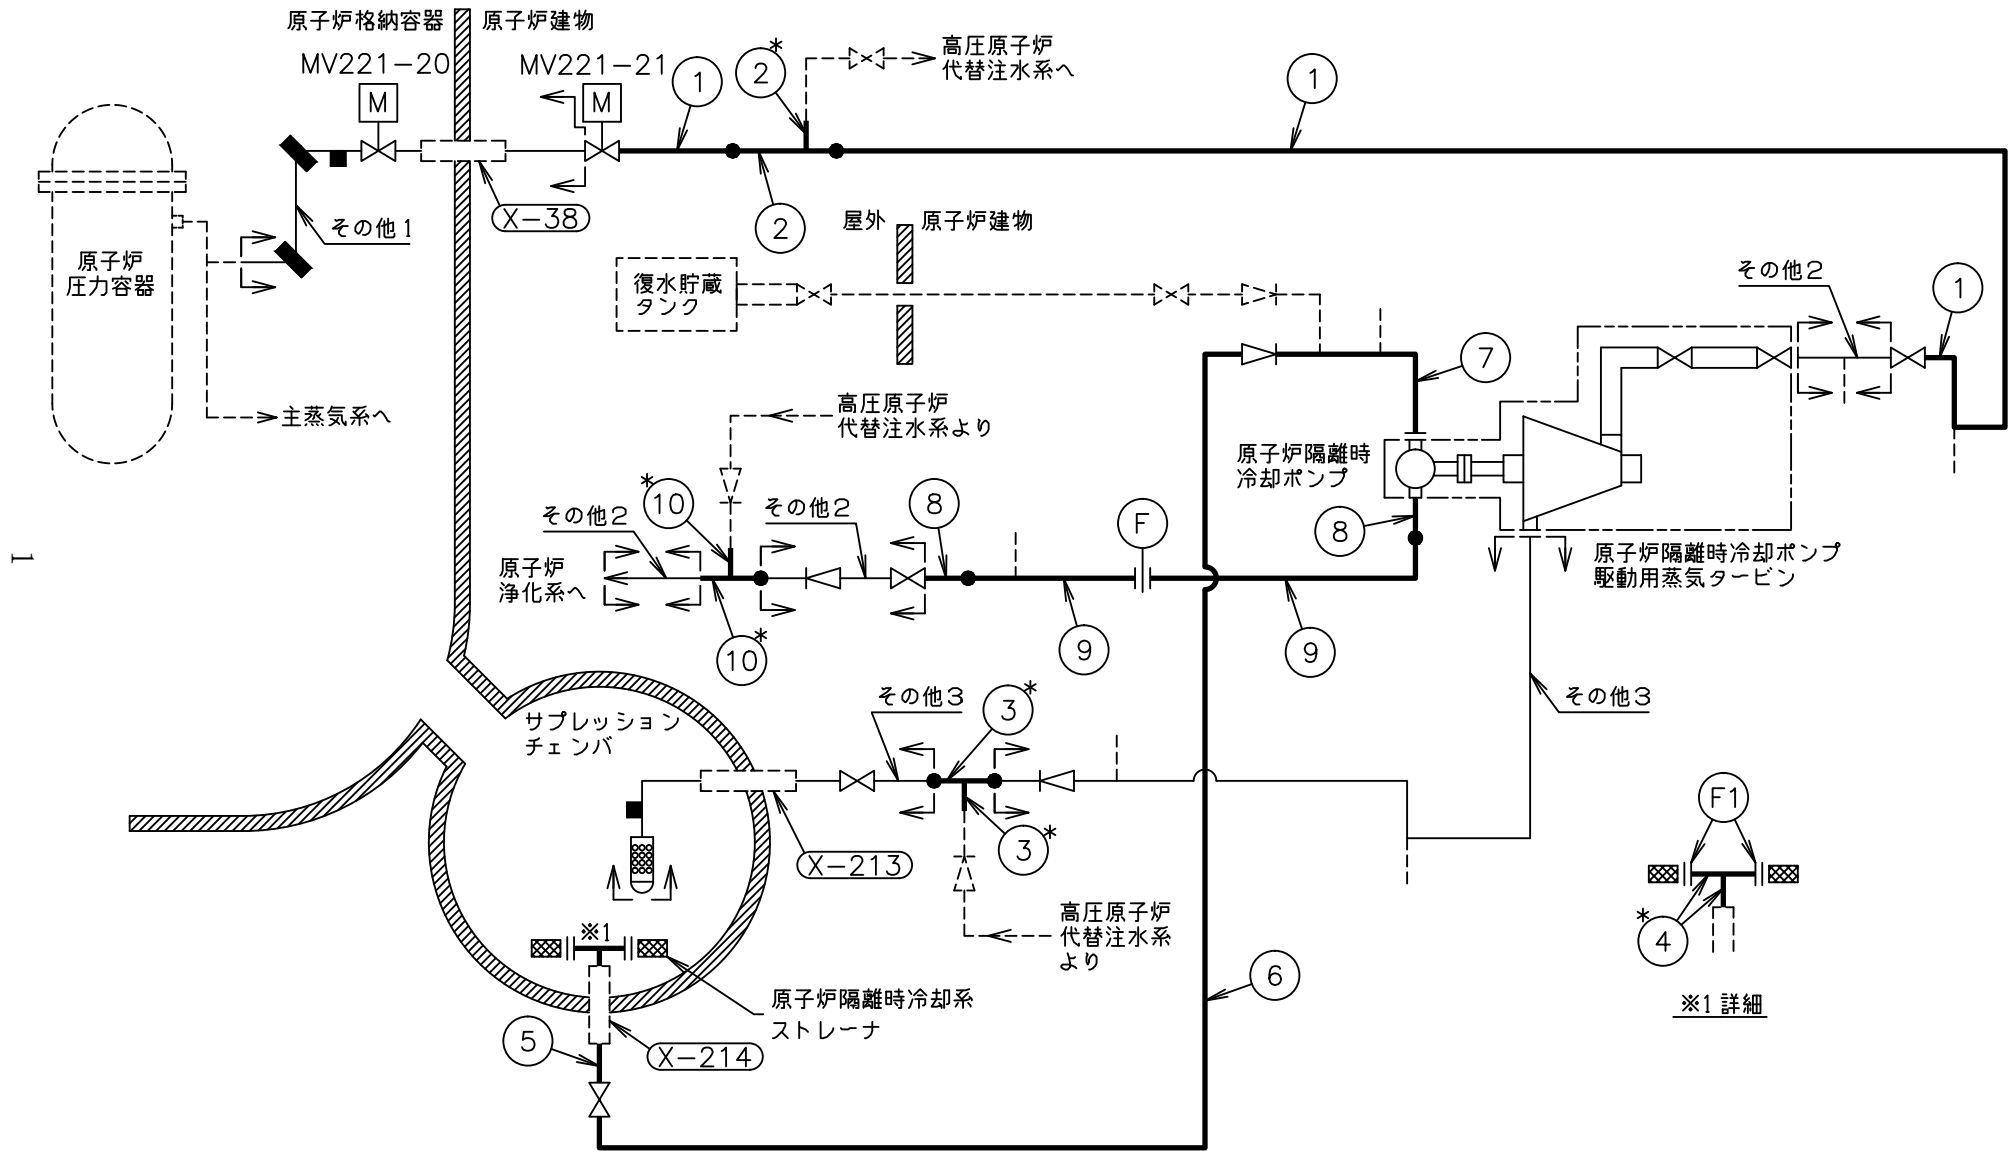 原子炉格納容器
原子炉建物
MV221-20
MV221-21
M
M
1
2*
高圧原子炉
代替注水系へ
1
X-38
2
その他1
原子炉
圧力容器
主蒸気系へ
屋外
原子炉建物
復水貯蔵
タンク
その他2
1
7
高圧原子炉
代替注水系より
原子炉隔離時
冷却ポンプ
*10
その他2
その他2
8
F
8
原子炉隔離時冷却ポンプ
駆動用蒸気タービン
原子炉
浄化系へ
10*
9
9
サプレッション
チェンバ
その他3
3*
その他3
3*
X-213
F1
高圧原子炉
代替注水系
より
*4
※1
6
原子炉隔離時冷却系
ストレーナ
※1 詳細
5
X-214
1